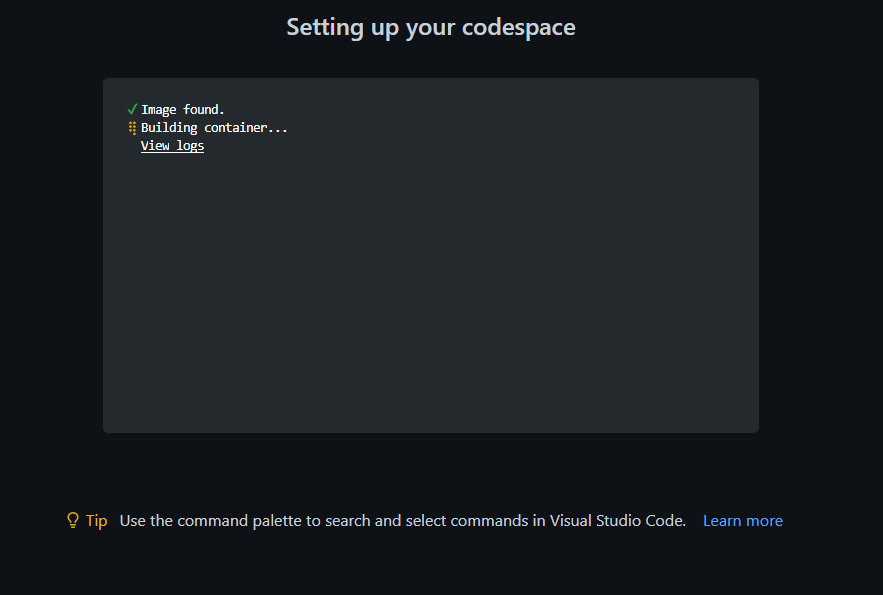 Setting up your codespace
Image found.
Building container...
View logs
Tip Use the command palette to search and select commands in Visual Studio Code. Learn more